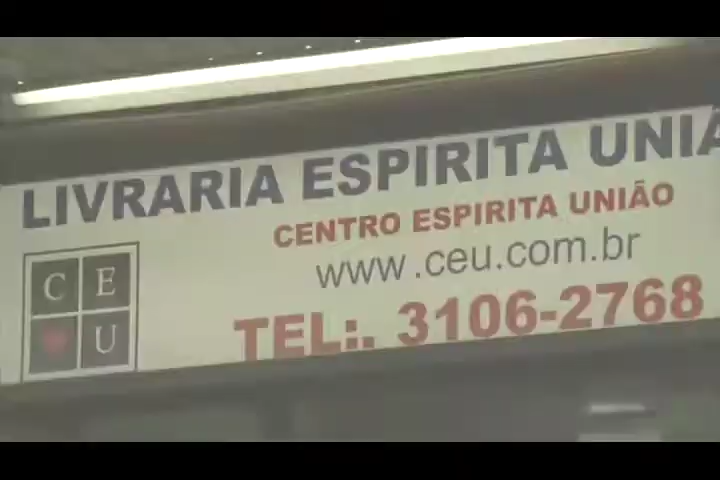 LIVRARIA ESPIRITA UNIÃ
CENTRO ESPIRITA UNIÃO
www.ceu.com.br
TEL:. 3106-2768
C E
U